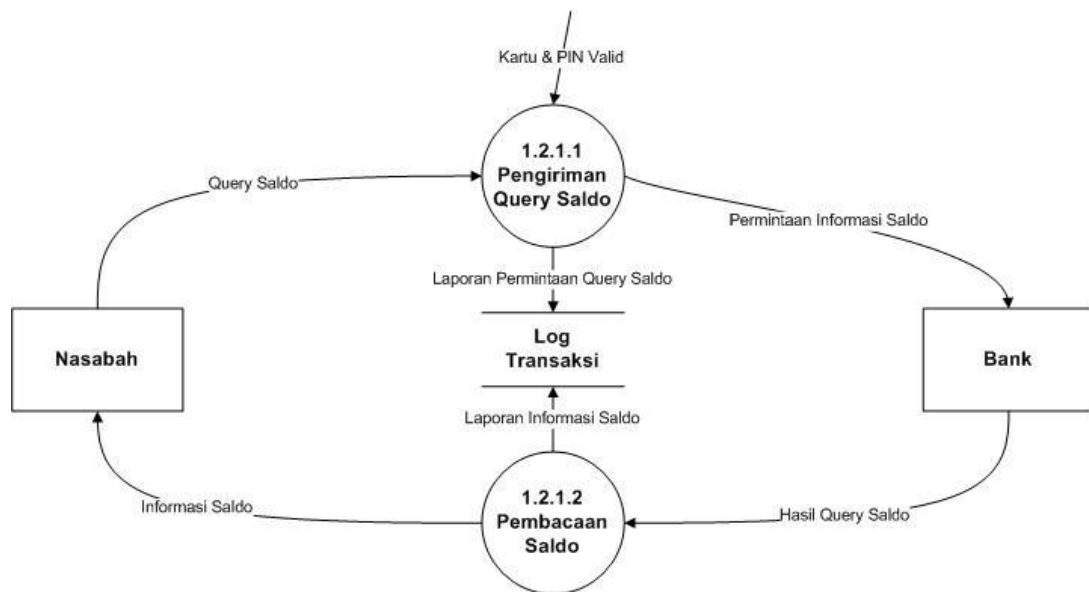 Kartu & PIN Valid
1.2.1.1
Pengiriman
Query Saldo
Query Saldo
Permintaan Informasi Saldo
Laporan Permintaan Query Saldo
Nasabah
Log
Transaksi
Bank
Laporan Informasi Saldo
Informasi Saldo
1.2.1.2
Pembacaan
Saldo
Hasil Query Saldo